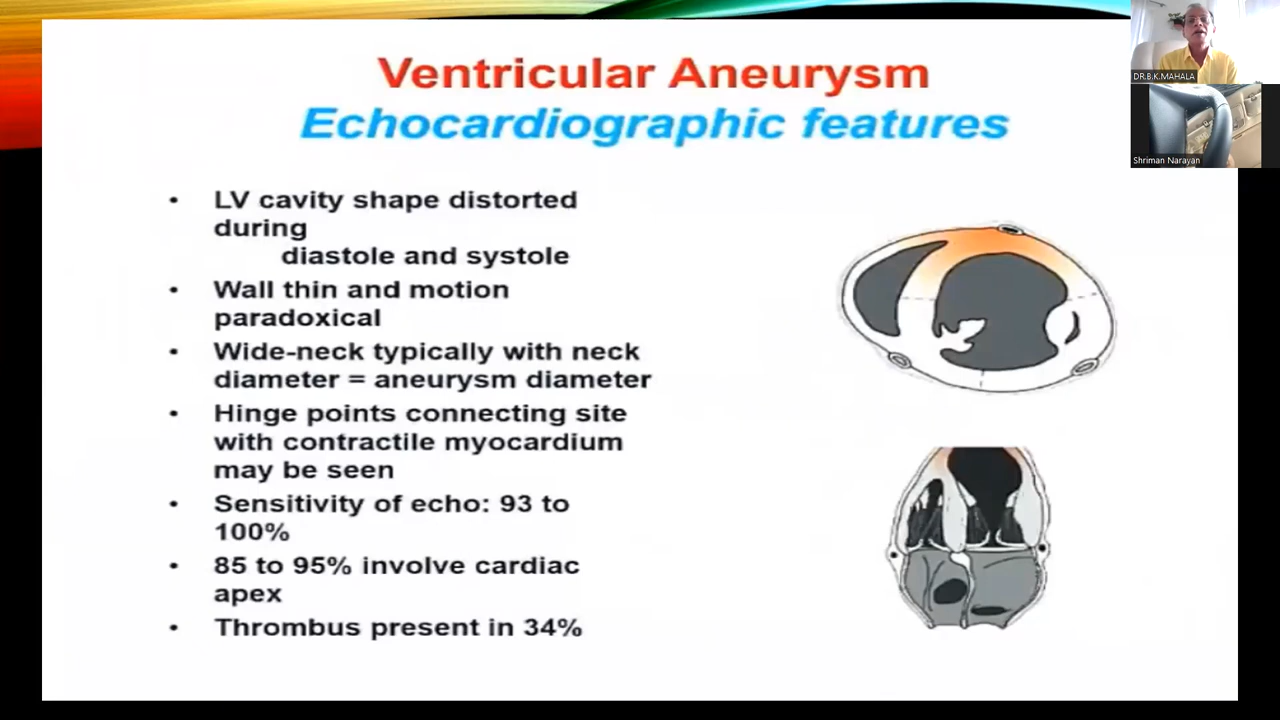 Ventricular Aneurysm
Echocardiographic features
• LV cavity shape distorted
during
diastole and systole
• Wall thin and motion
paradoxical
• Wide-neck typically with neck
diameter = aneurysm diameter
• Hinge points connecting site
with contractile myocardium
may be seen
• Sensitivity of echo: 93 to
100%
• 85 to 95% involve cardiac
apex
• Thrombus present in 34%
DR.B.K.MAHALA
Shriman Narayan